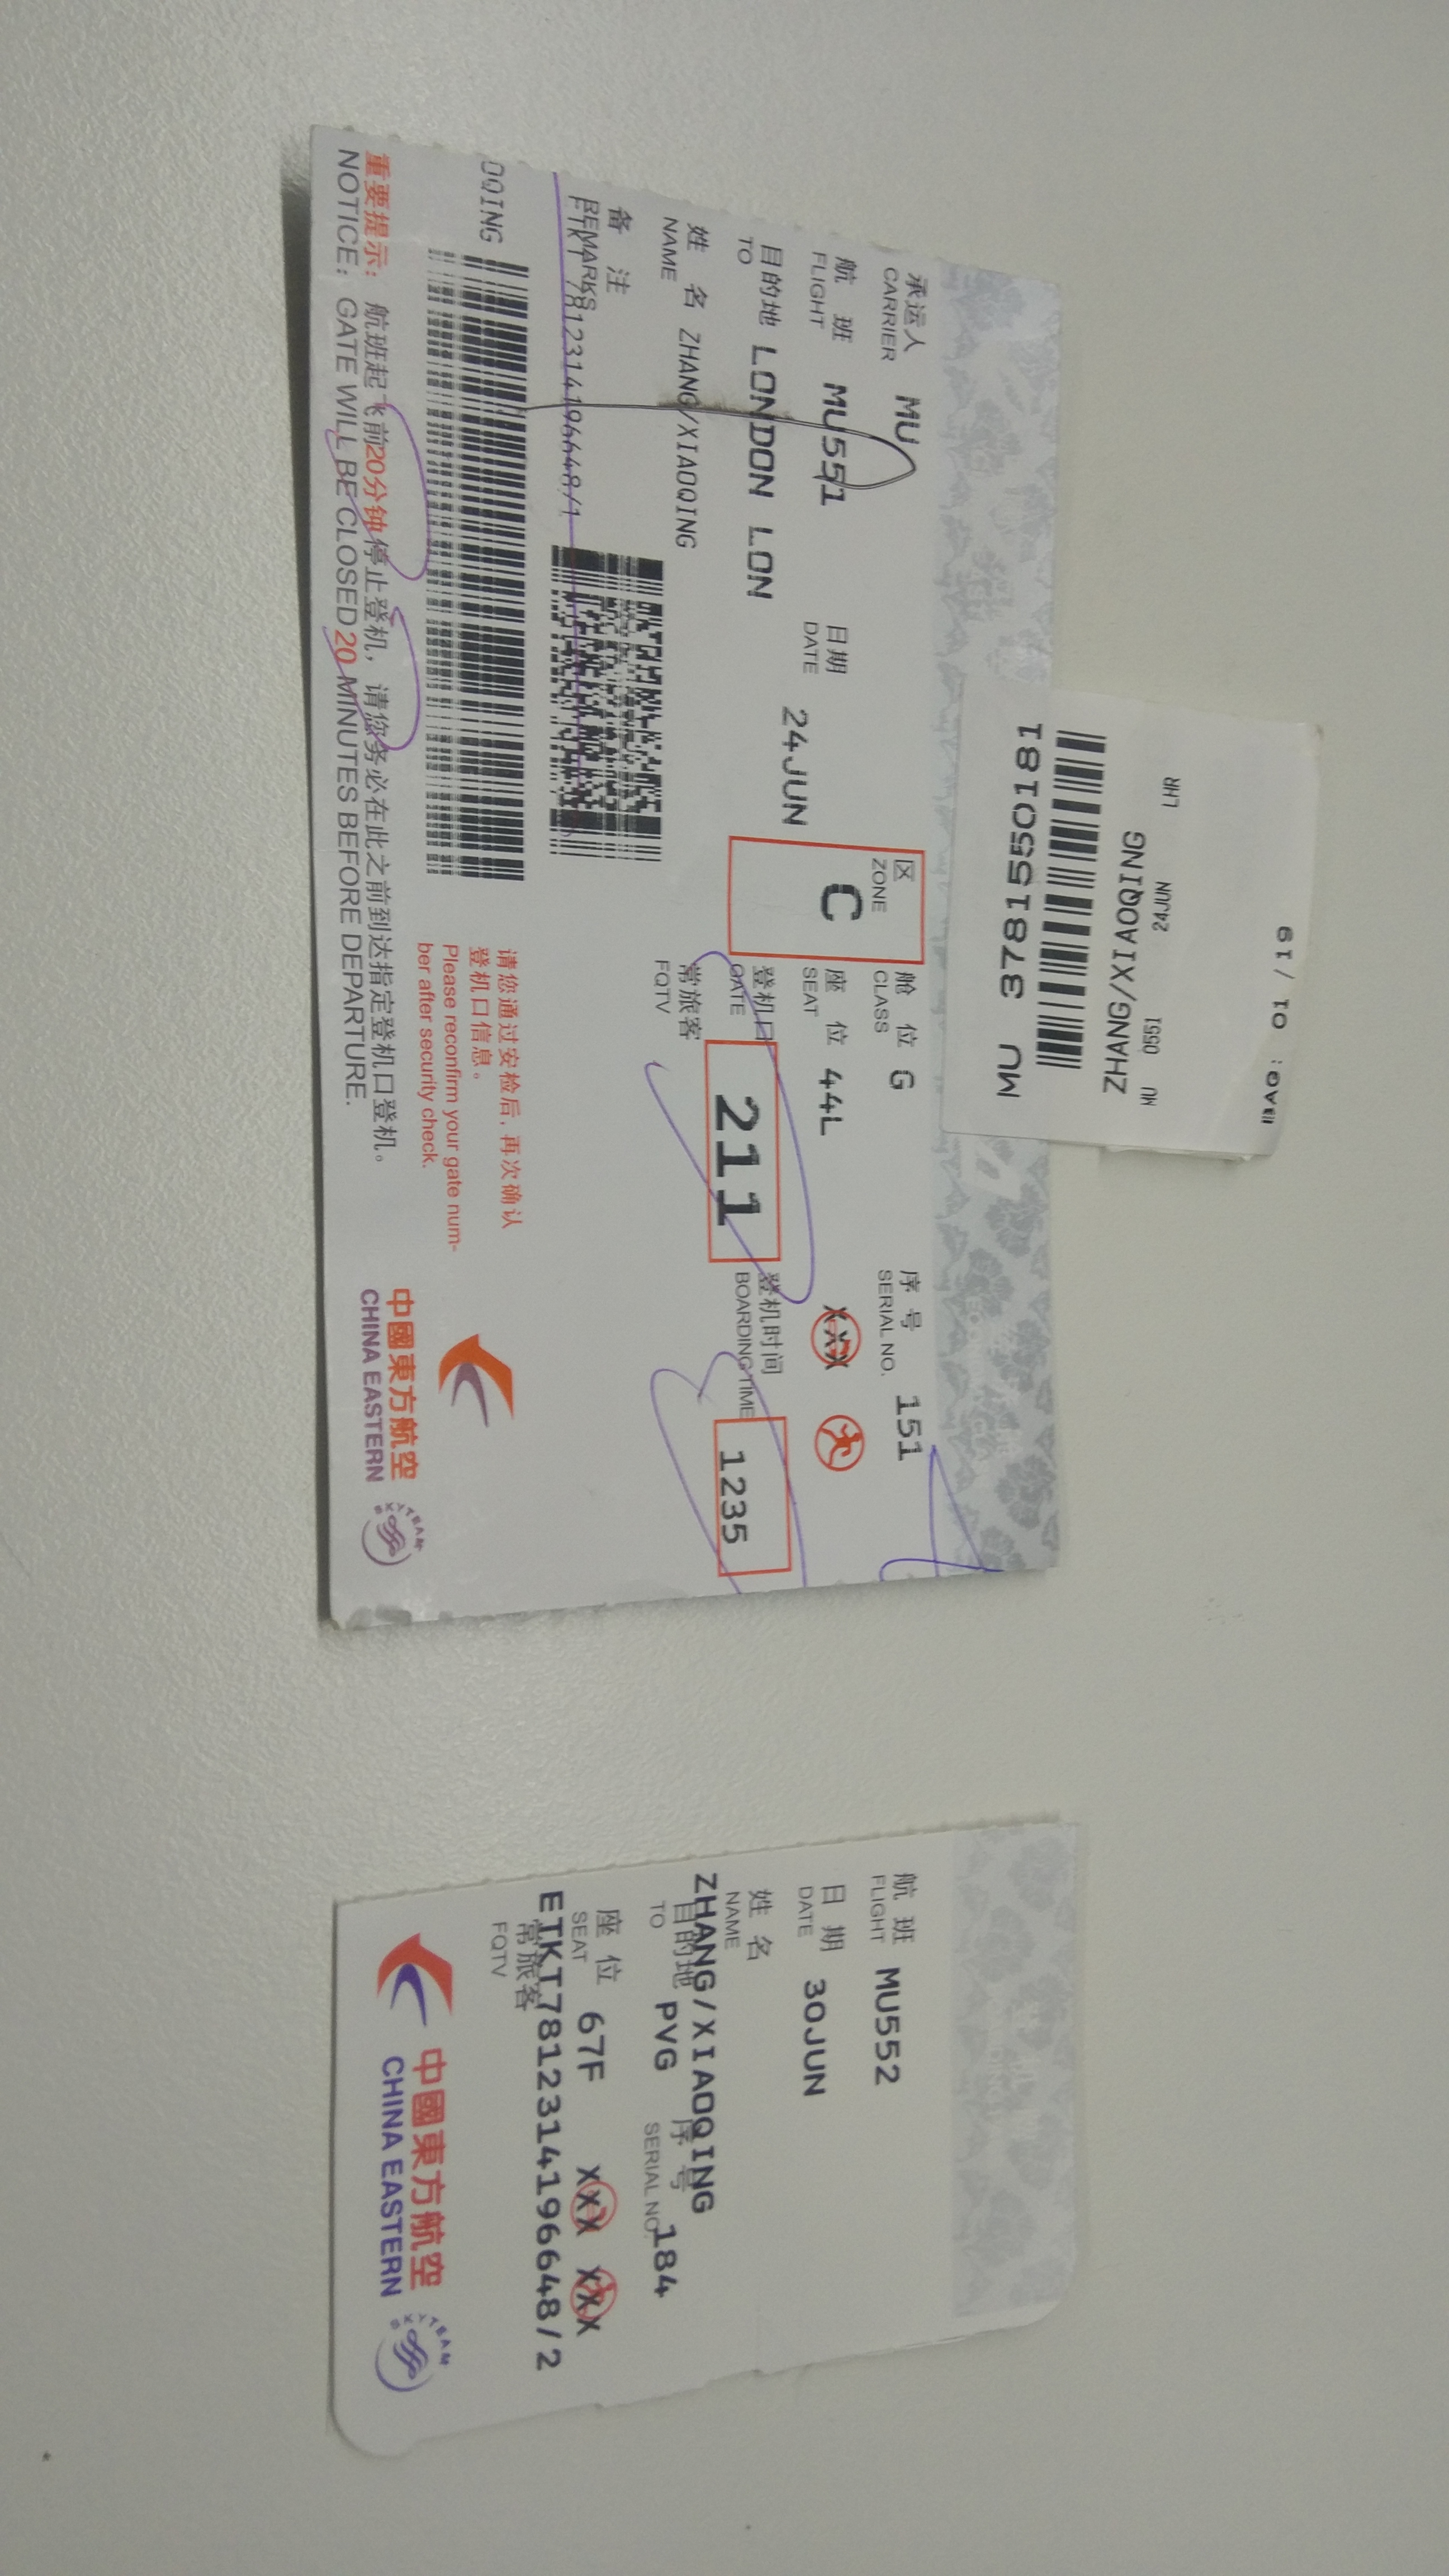 承运人 CARRIER MU 舱位 CLASS G 序号 SERIAL NO. 151
航班 FLIGHT MU551 日期 DATE 24JUN 区 ZONE C 座位 SEAT 44L XXX
目的地 TO LONDON LON 登机口 GATE 211 登机时间 BOARDING TIME 1235
姓名 NAME ZHANG/XIAOQING 常旅客 FQTV
备注 REMARKS
7812314196648/1
OQING
请您通过安检后,再次确认
登机口信息。
Please reconfirm your gate num-
ber after security check.
重要提示: 航班起飞前20分钟停止登机,请您务必在此之前到达指定登机口登机。
NOTICE: GATE WILL BE CLOSED 20 MINUTES BEFORE DEPARTURE.
中國東方航空
CHINA EASTERN
SKYTEAM
MU 3781550181
ZHANG/XIAOQING
MU 0551 24JUN LHR
BAG: 01/19
航班 FLIGHT MU552
日期 DATE 30JUN
姓名 NAME
ZHANG/XIAOQING
目的地 TO PVG 序号 SERIAL NO. 184
座位 SEAT 67F XXX XXX
ETKT7812314196648/2
常旅客 FQTV
中國東方航空
CHINA EASTERN
SKYTEAM